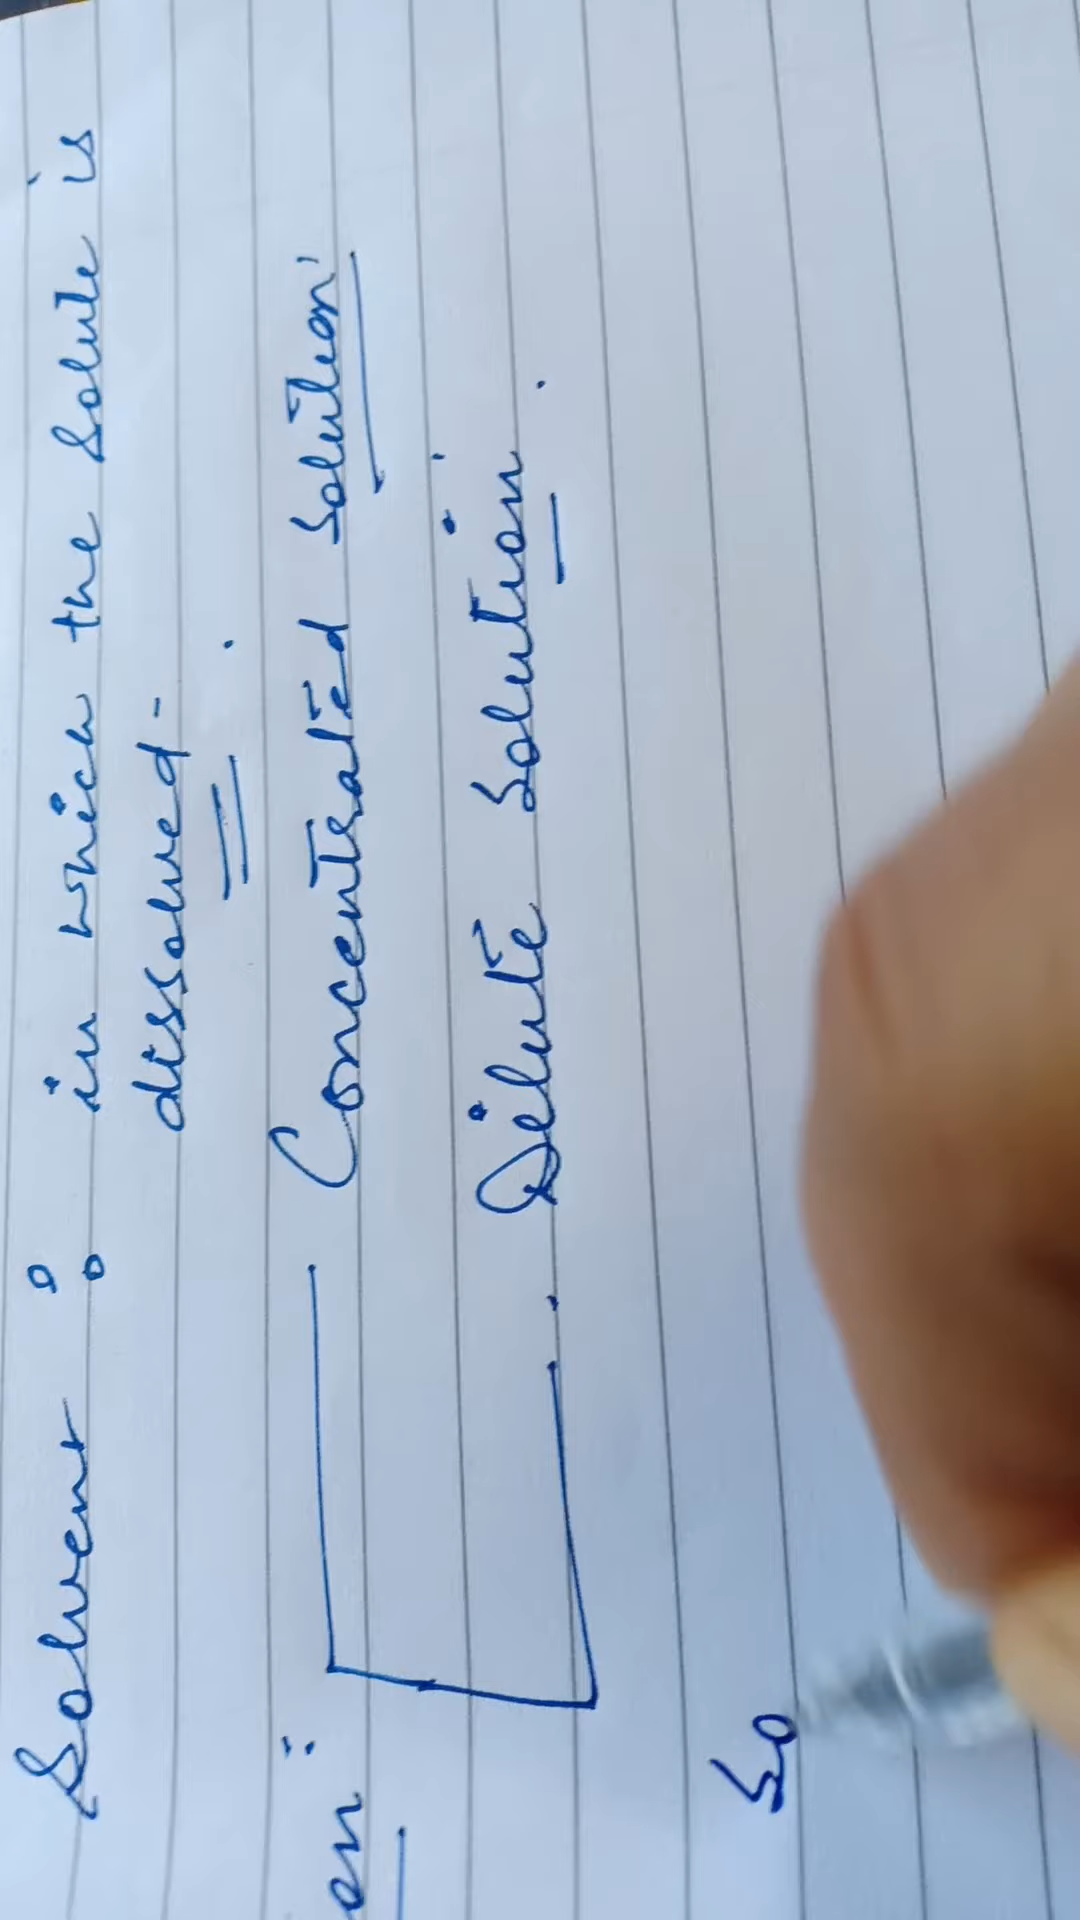 Solvent : in which the solute is
dissolved -
on : Concentrated solution
Dilute solution.
So